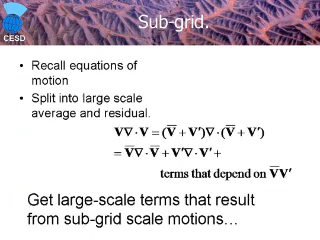 Sub-grid.
CESD
• Recall equations of
motion
• Split into large scale
average and residual.
V∇·V = (V̅ + V′)∇·(V̅ + V′)
= V̅∇·V̅ + V′∇·V′ +
terms that depend on V̅V′
Get large-scale terms that result
from sub-grid scale motions…